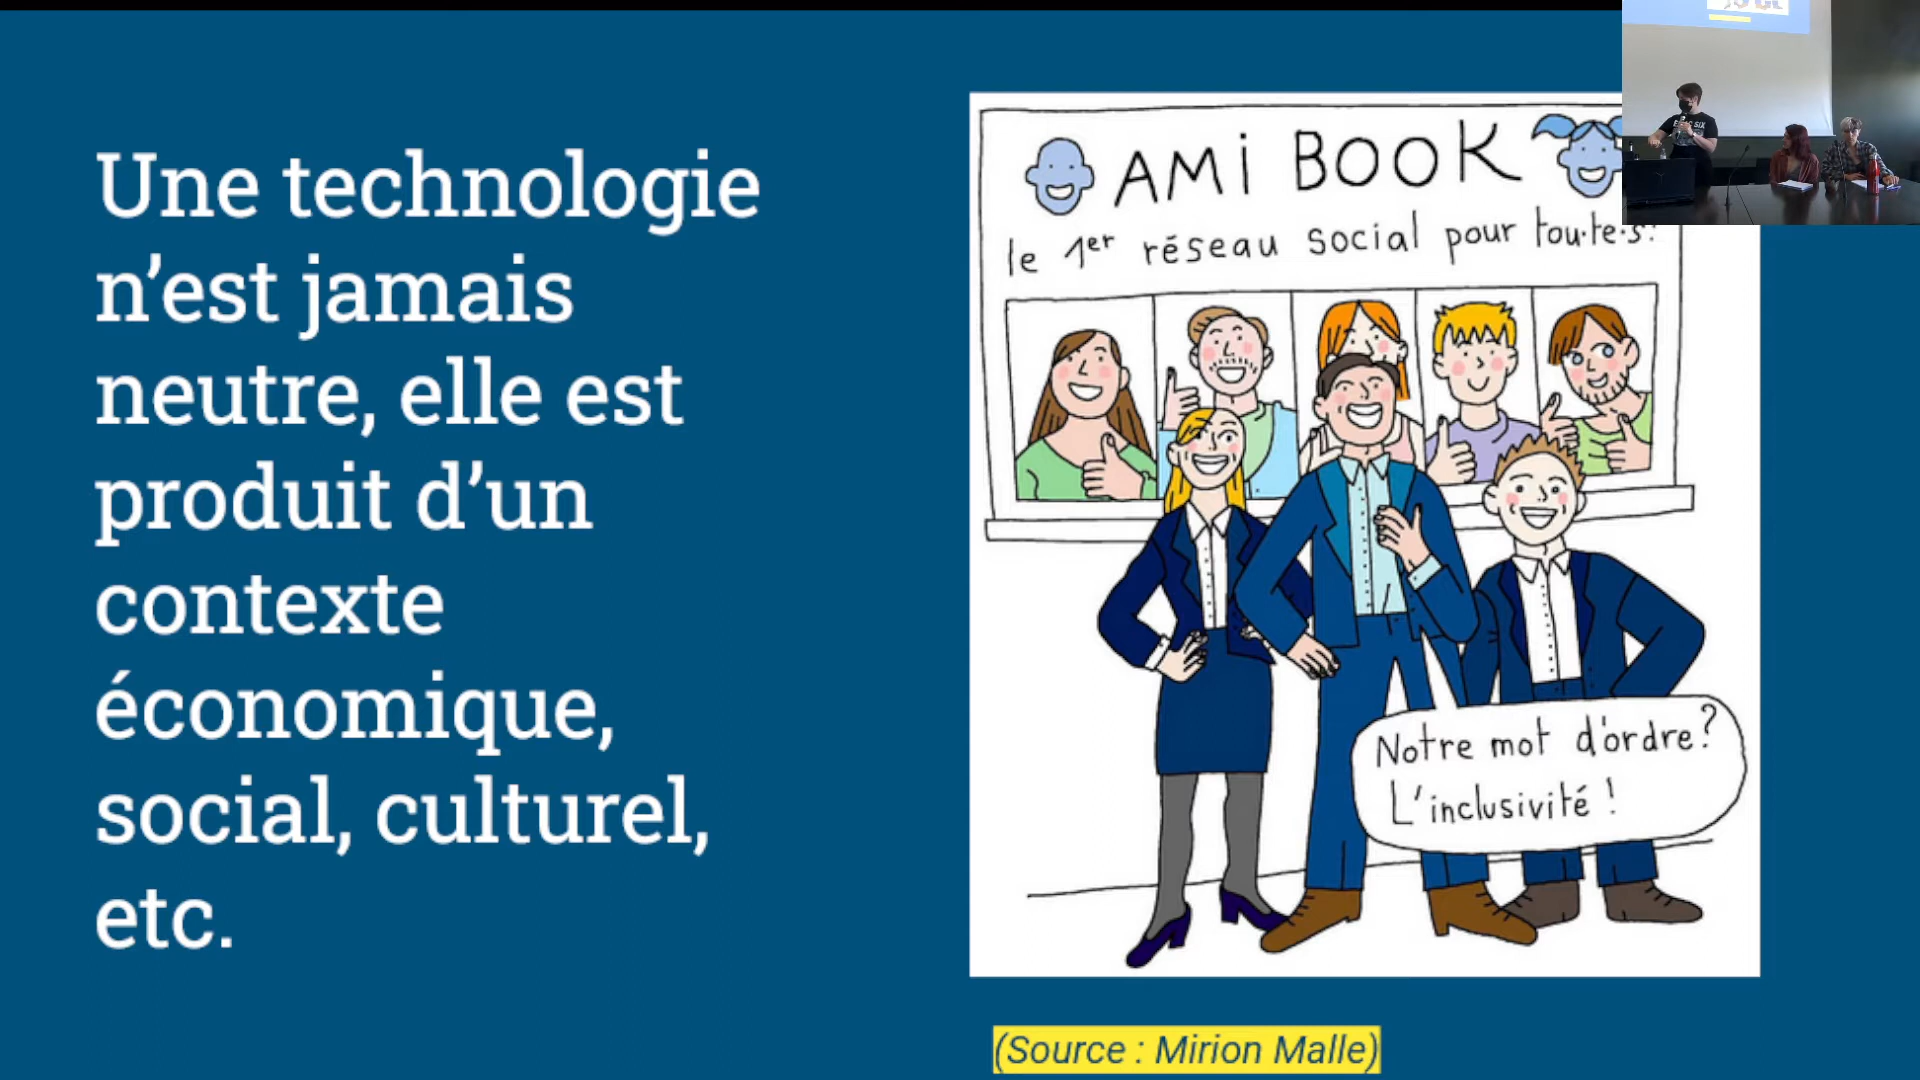 Une technologie
n'est jamais
neutre, elle est
produit d'un
contexte
économique,
social, culturel,
etc.
AMI BOOK
le 1er réseau social pour tou·te·s!
Notre mot d'ordre?
L'inclusivité !
(Source : Mirion Malle)